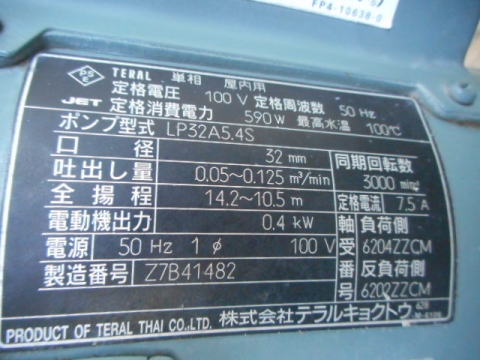 FP4-10638-0
PSE TERAL 単相 屋内用
定格電圧 100 V 定格周波数 50 Hz
JET 定格消費電力 590W 最高水温 100℃
ポンプ型式 LP32A5.4S
口径 32 mm 同期回転数
吐出し量 0.05~0.125 m³/min 3000 min⁻¹
全揚程 14.2~10.5 m 定格電流 7.5 A
電動機出力 0.4 kW 軸 負荷側
電源 50 Hz 1 φ 100 V 受 6204ZZCM
製造番号 Z7B41482 番 反負荷側
号 6202ZZCM
PRODUCT OF TERAL THAI CO.,LTD. 株式会社テラルキョクトウ